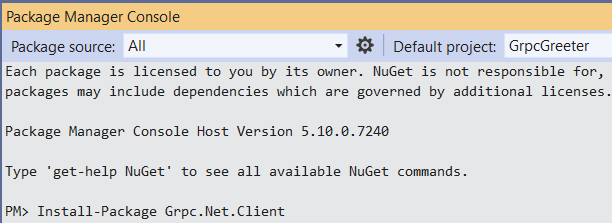 Package Manager Console
Package source: All Default project: GrpcGreeter
Each package is licensed to you by its owner. NuGet is not responsible for,
packages may include dependencies which are governed by additional licenses.
Package Manager Console Host Version 5.10.0.7240
Type 'get-help NuGet' to see all available NuGet commands.
PM> Install-Package Grpc.Net.Client